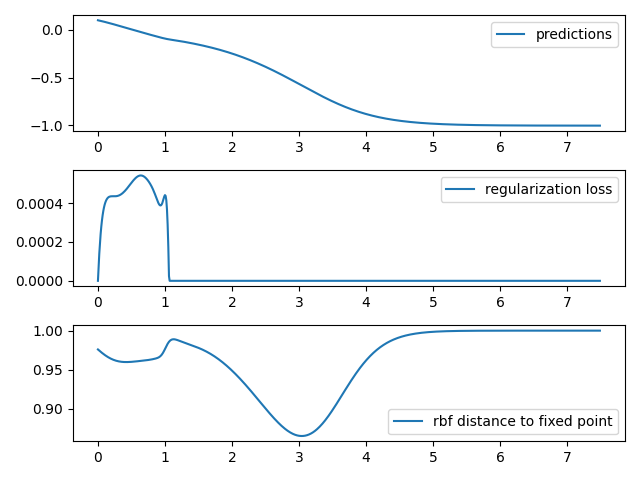 0.0
−0.5
−1.0
predictions
0 1 2 3 4 5 6 7
0.0004
0.0002
0.0000
regularization loss
0 1 2 3 4 5 6 7
1.00
0.95
0.90
rbf distance to fixed point
0 1 2 3 4 5 6 7